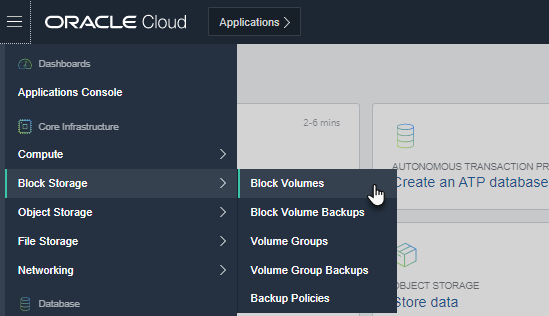 ORACLE Cloud
Applications
Dashboards
Applications Console
Core Infrastructure
Compute
Block Storage
Object Storage
File Storage
Networking
Database
Block Volumes
Block Volume Backups
Volume Groups
Volume Group Backups
Backup Policies
2-6 mins
AUTONOMOUS TRANSACTION PR
Create an ATP database
OBJECT STORAGE
Store data